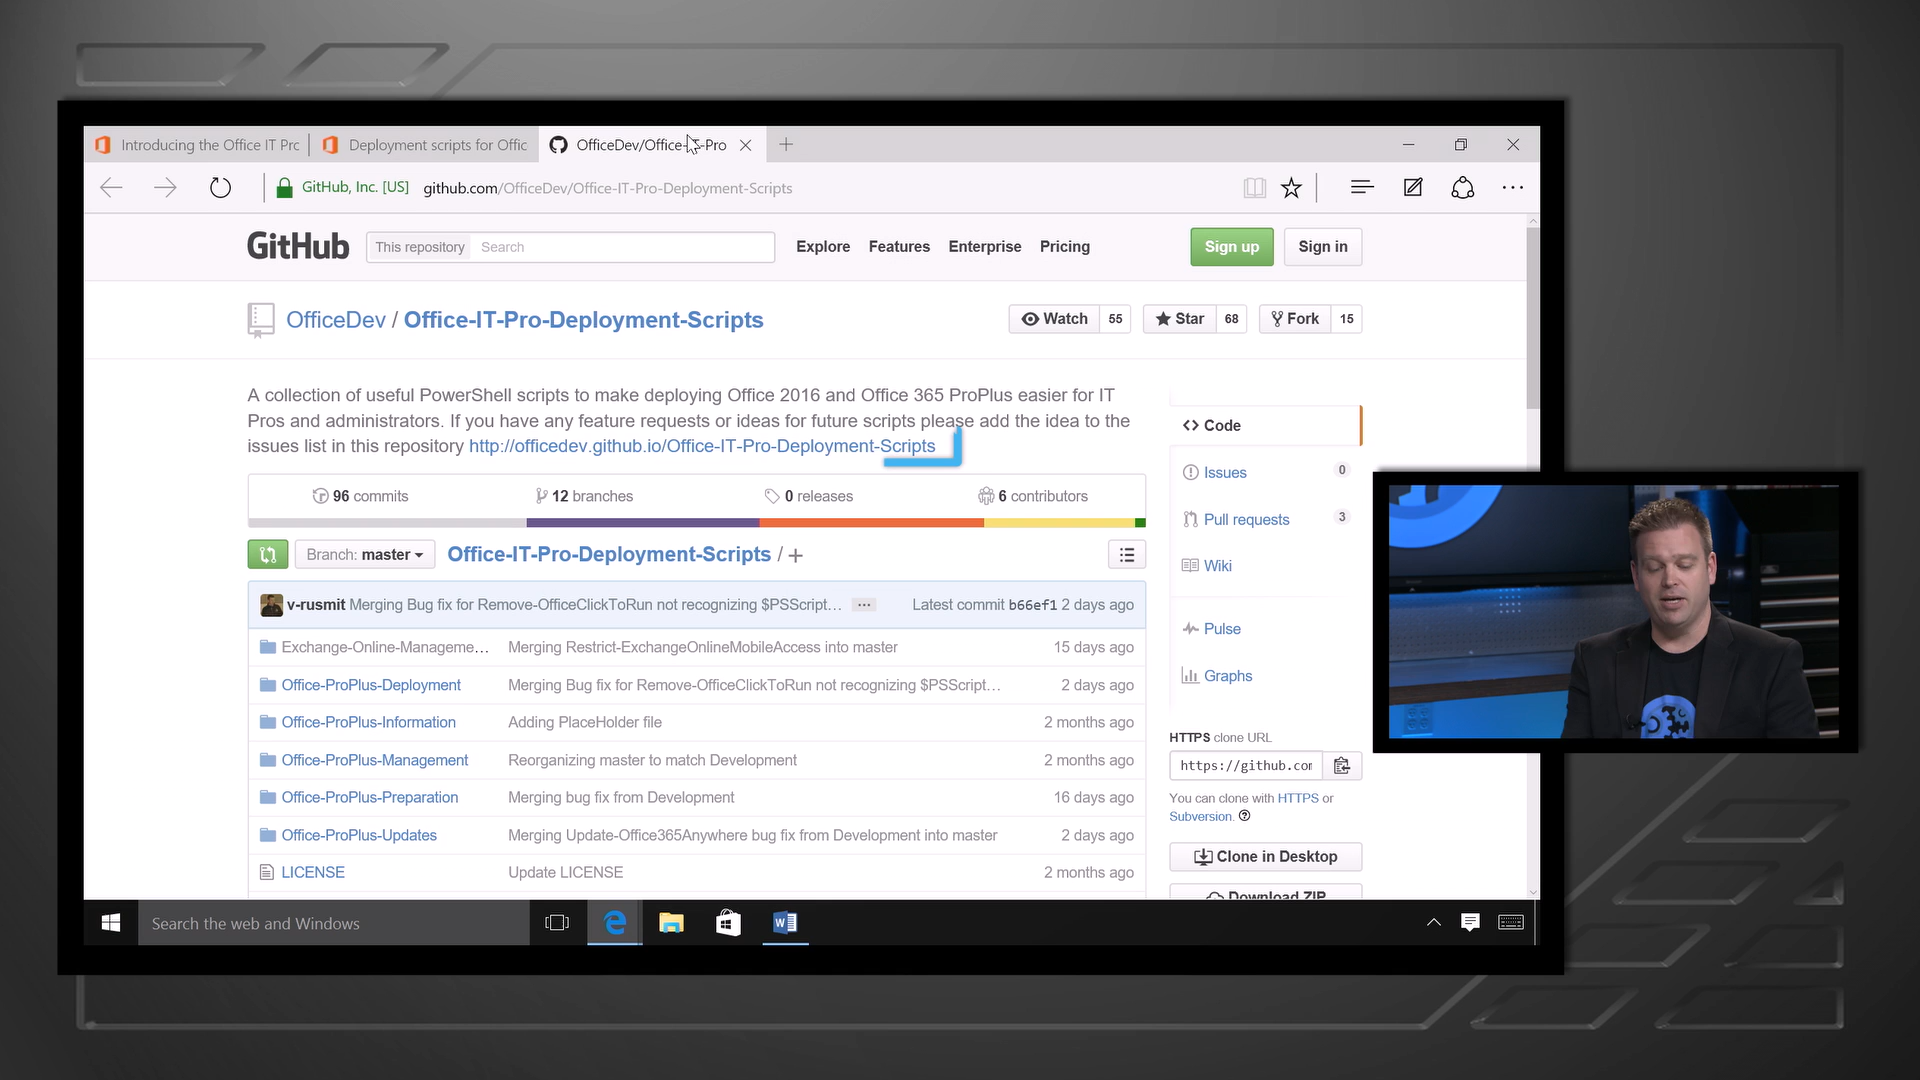 Introducing the Office IT Prc
Deployment scripts for Offic
OfficeDev/Office-IT-Pro
GitHub, Inc. [US]
github.com/OfficeDev/Office-IT-Pro-Deployment-Scripts
GitHub
This repository
Search
Explore
Features
Enterprise
Pricing
Sign up
Sign in
OfficeDev / Office-IT-Pro-Deployment-Scripts
Watch 55
Star 68
Fork 15
A collection of useful PowerShell scripts to make deploying Office 2016 and Office 365 ProPlus easier for IT
Pros and administrators. If you have any feature requests or ideas for future scripts please add the idea to the
issues list in this repository http://officedev.github.io/Office-IT-Pro-Deployment-Scripts
96 commits
12 branches
0 releases
6 contributors
Branch: master
Office-IT-Pro-Deployment-Scripts / +
v-rusmit Merging Bug fix for Remove-OfficeClickToRun not recognizing $PSScript… ...
Latest commit b66ef1 2 days ago
Exchange-Online-Manageme… Merging Restrict-ExchangeOnlineMobileAccess into master 15 days ago
Office-ProPlus-Deployment Merging Bug fix for Remove-OfficeClickToRun not recognizing $PSScript… 2 days ago
Office-ProPlus-Information Adding PlaceHolder file 2 months ago
Office-ProPlus-Management Reorganizing master to match Development 2 months ago
Office-ProPlus-Preparation Merging bug fix from Development 16 days ago
Office-ProPlus-Updates Merging Update-Office365Anywhere bug fix from Development into master 2 days ago
LICENSE Update LICENSE 2 months ago
<> Code
Issues 0
Pull requests 3
Wiki
Pulse
Graphs
HTTPS clone URL
https://github.con
You can clone with HTTPS or
Subversion.
Clone in Desktop
Download ZIP
Search the web and Windows